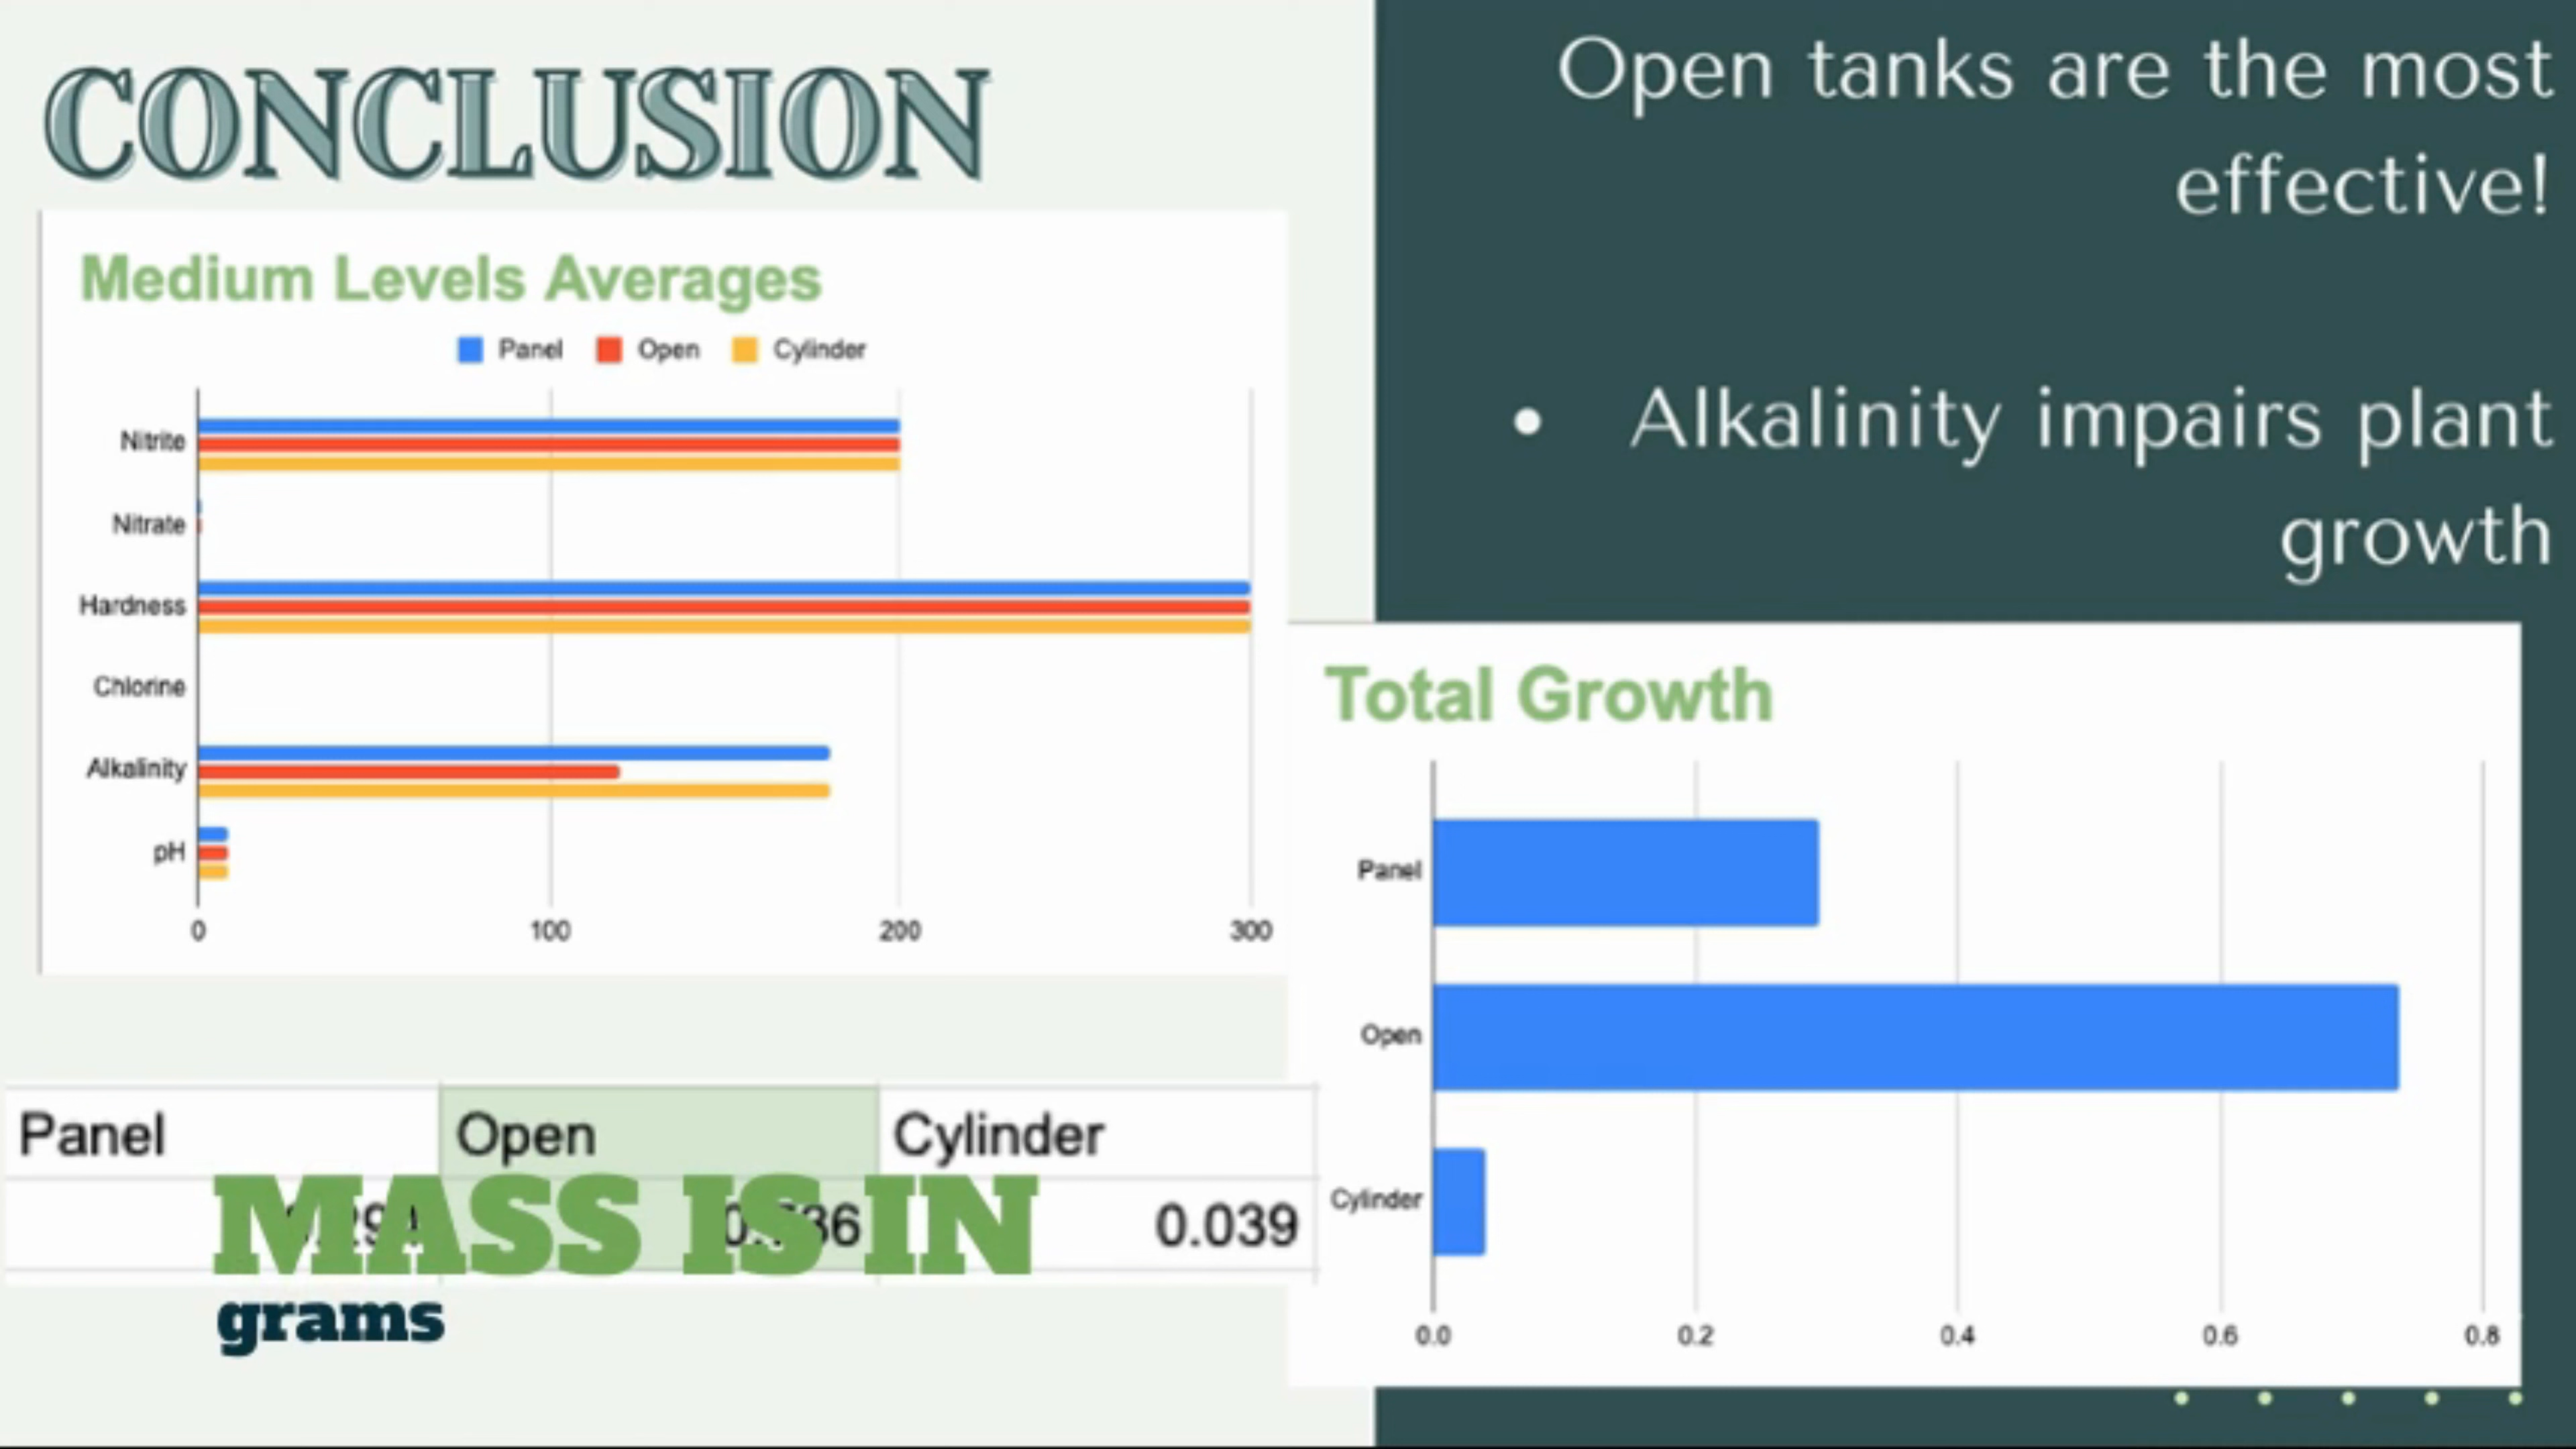 CONCLUSION
Medium Levels Averages
Panel Open Cylinder
Nitrite
Nitrate
Hardness
Chlorine
Alkalinity
pH
0 100 200 300
Panel Open Cylinder
0.039
MASS IS IN
grams
Open tanks are the most
effective!
• Alkalinity impairs plant
growth
Total Growth
Panel
Open
Cylinder
0.0 0.2 0.4 0.6 0.8